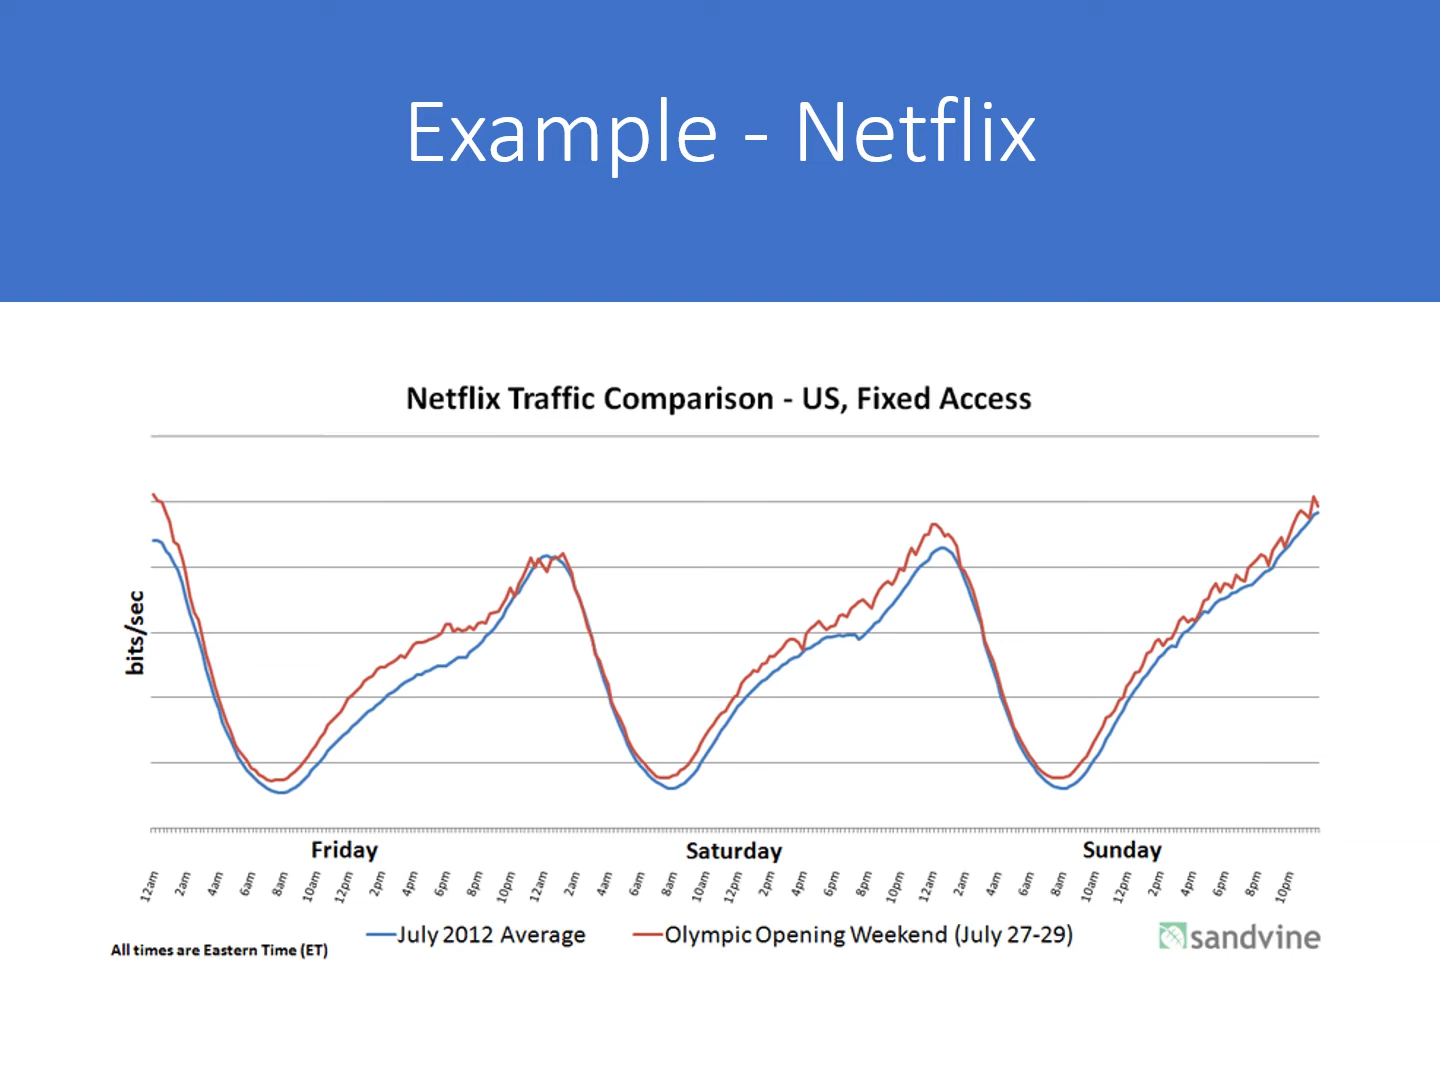 Example - Netflix
Netflix Traffic Comparison - US, Fixed Access
bits/sec
Friday Saturday Sunday
12am 2am 4am 6am 8am 10am 12pm 2pm 4pm 6pm 8pm 10pm 12am 2am 4am 6am 8am 10am 12pm 2pm 4pm 6pm 8pm 10pm 12am 2am 4am 6am 8am 10am 12pm 2pm 4pm 6pm 8pm 10pm
July 2012 Average Olympic Opening Weekend (July 27-29) sandvine
All times are Eastern Time (ET)